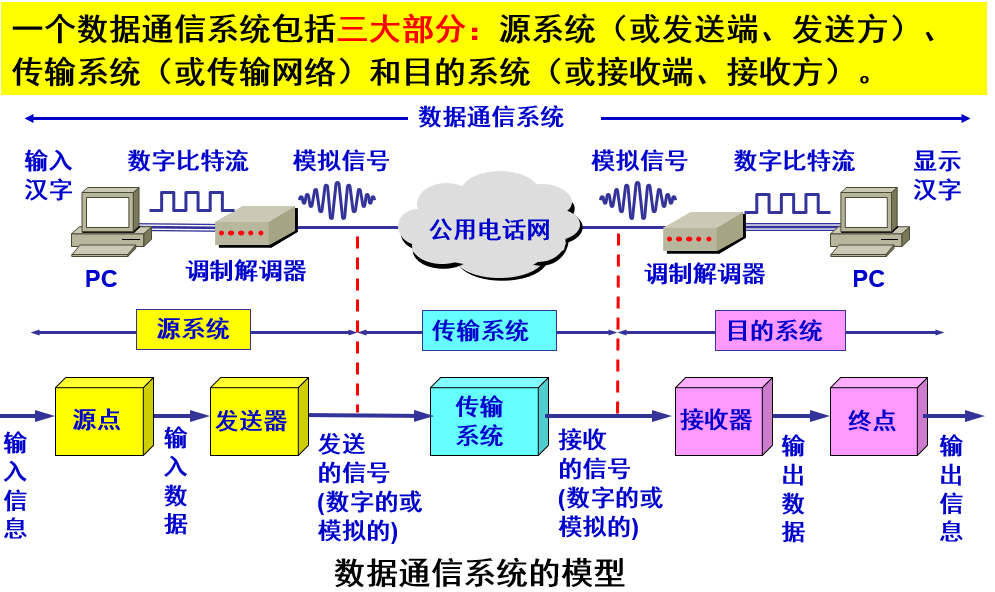 一个数据通信系统包括三大部分：源系统（或发送端、发送方）、
传输系统（或传输网络）和目的系统（或接收端、接收方）。
数据通信系统
输入
汉字
数字比特流
模拟信号
模拟信号
数字比特流
显示
汉字
公用电话网
PC
调制解调器
调制解调器
PC
源系统
传输系统
目的系统
源点
发送器
传输
系统
接收器
终点
输
入
信
息
输
入
数
据
发送
的信号
(数字的或
模拟的)
接收
的信号
(数字的或
模拟的)
输
出
数
据
输
出
信
息
数据通信系统的模型